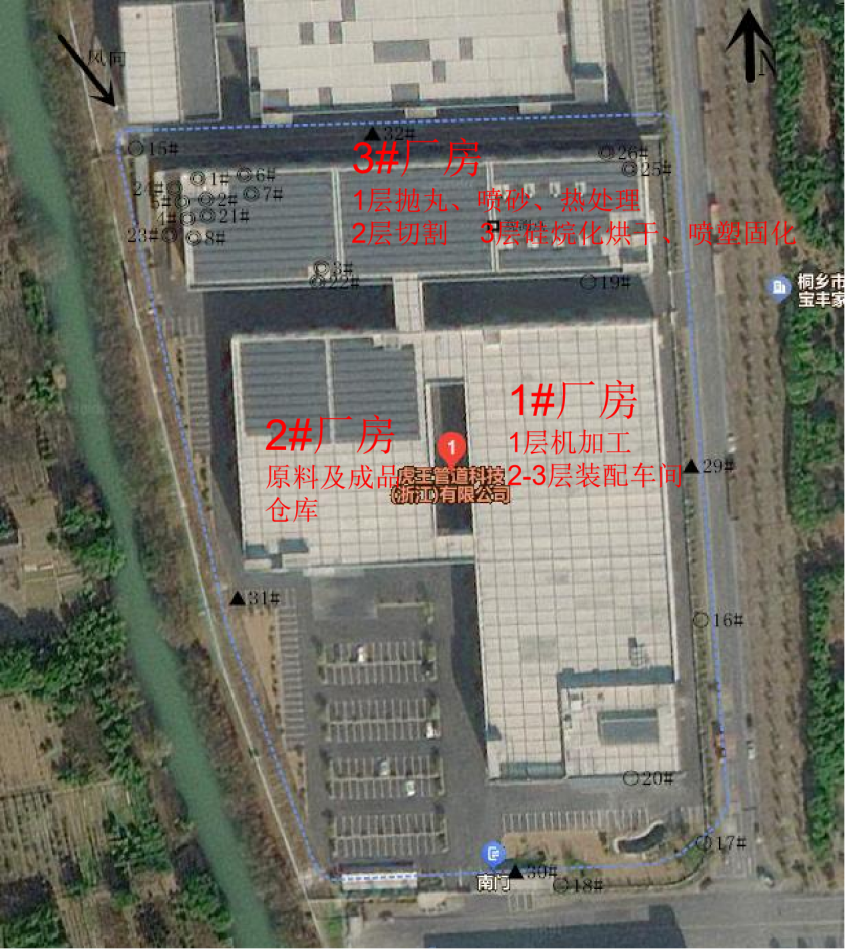 风向
N
32#
15#
3#厂房
26#
25#
1#
6#
24#
7#
5#
2#
4#
21#
23#
8#
1层抛丸、喷砂、热处理
2层切割 3层硅烷化烘干、喷塑固化
3#
22#
19#
桐乡市
宝丰家
1#厂房
1层机加工
2-3层装配车间
2#厂房
原料及成品
仓库
1
虎王管道科技
(浙江)有限公司
29#
31#
16#
20#
17#
南门
30#
18#